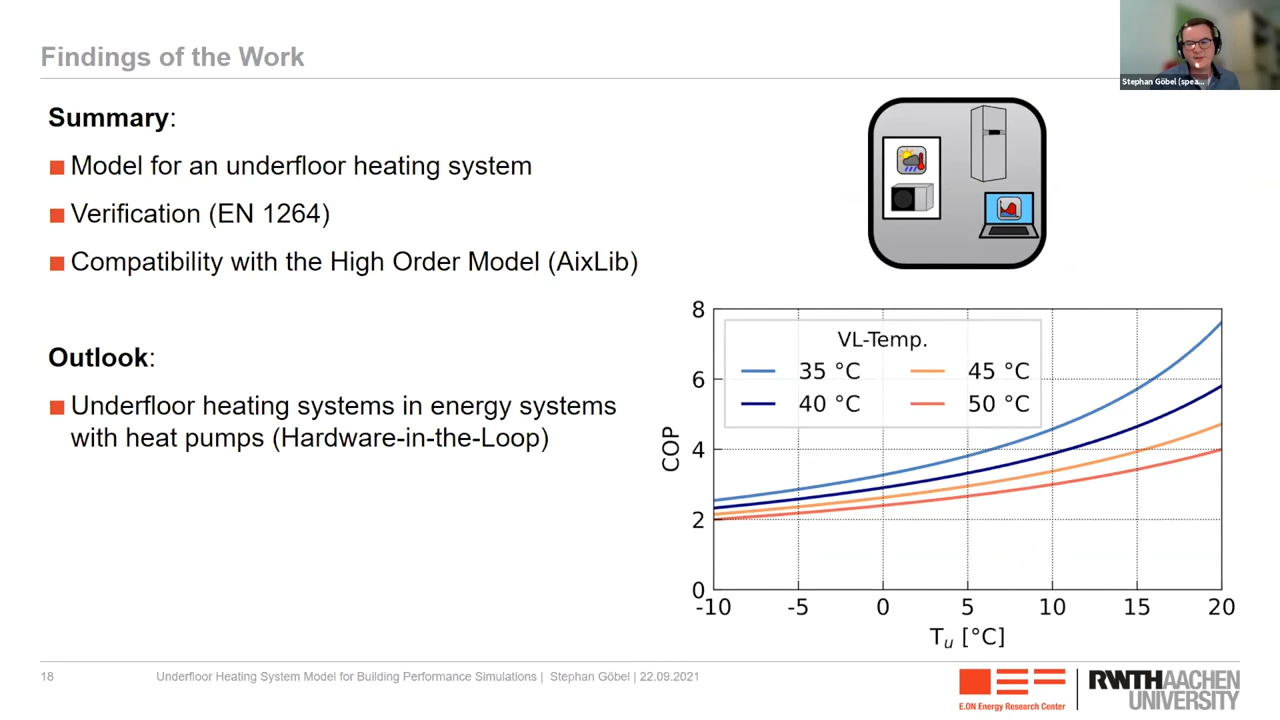 Findings of the Work
Stephan Göbel (spea...
Summary:
Model for an underfloor heating system
Verification (EN 1264)
Compatibility with the High Order Model (AixLib)
Outlook:
Underfloor heating systems in energy systems
with heat pumps (Hardware-in-the-Loop)
VL-Temp.
35 °C
45 °C
40 °C
50 °C
COP
8
6
4
2
0
-10 -5 0 5 10 15 20
Tu [°C]
18
Underfloor Heating System Model for Building Performance Simulations | Stephan Göbel | 22.09.2021
E.ON Energy Research Center
RWTHAACHEN
UNIVERSITY